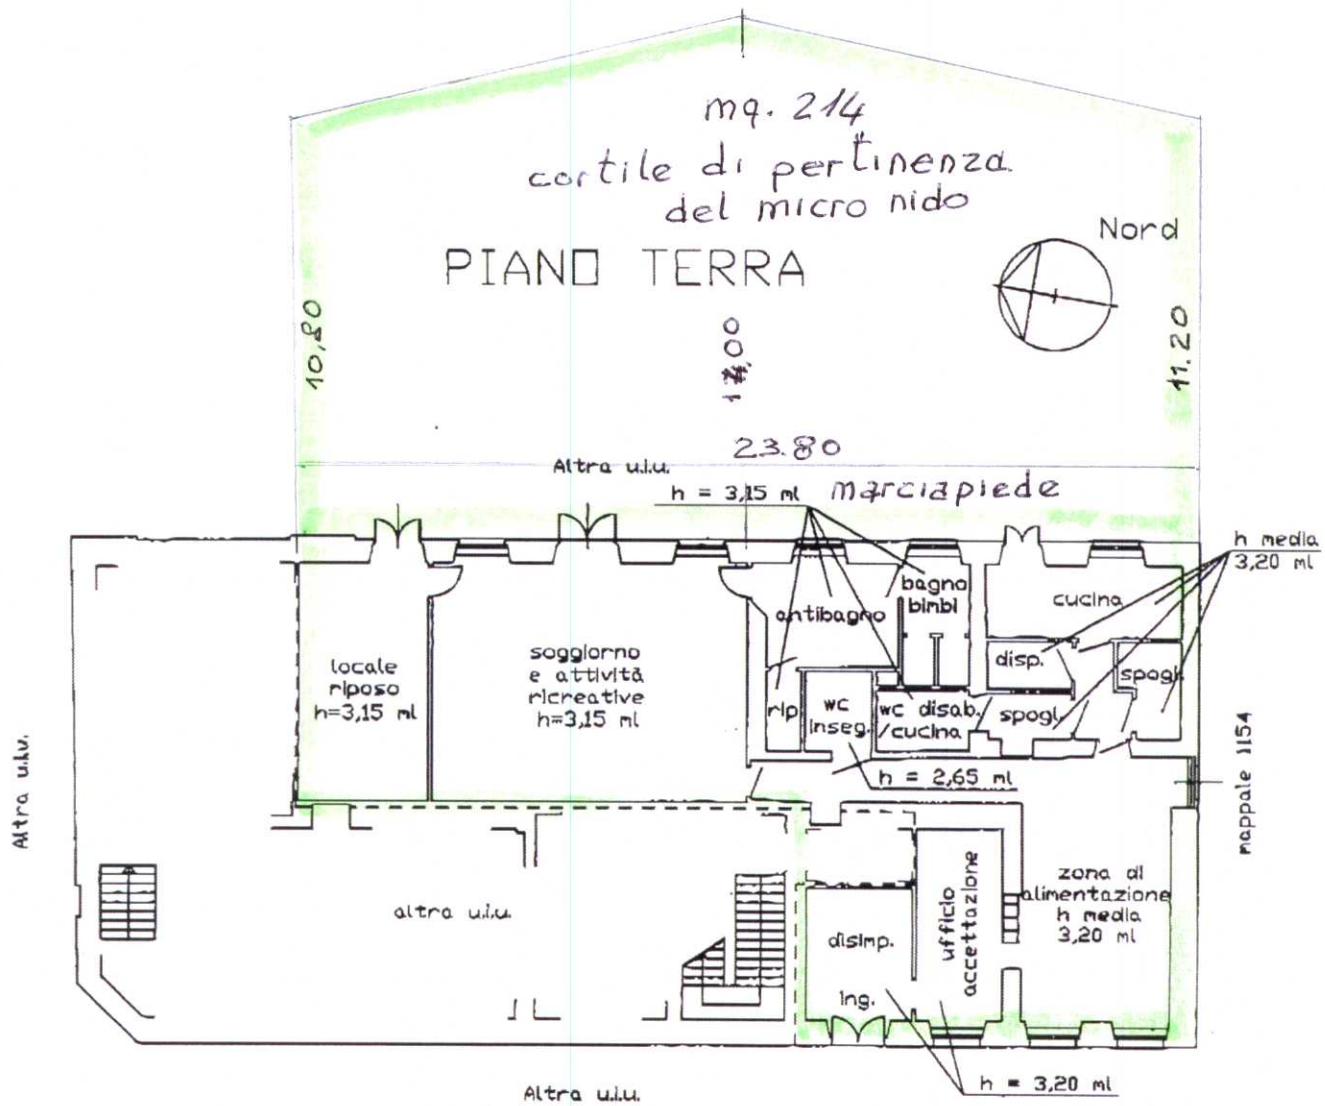 mq. 214
cortile di pertinenza
del micro nido
Nord
PIANO TERRA
10,80
11.20
23.80
Altra u.i.u.
h = 3,15 ml
marciapiede
h media
3,20 ml
bagno
bimbi
cucina
antibagno
locale
riposo
h=3,15 ml
soggiorno
e attività
ricreative
h=3,15 ml
disp.
spogl.
rip
wc
inseg.
wc disab.
/cucina
spogl.
h = 2,65 ml
Altra u.i.u.
mappale 1154
altra u.i.u.
disimp.
ing.
ufficio
accettazione
zona di
alimentazione
h media
3,20 ml
h = 3,20 ml
Altra u.i.u.